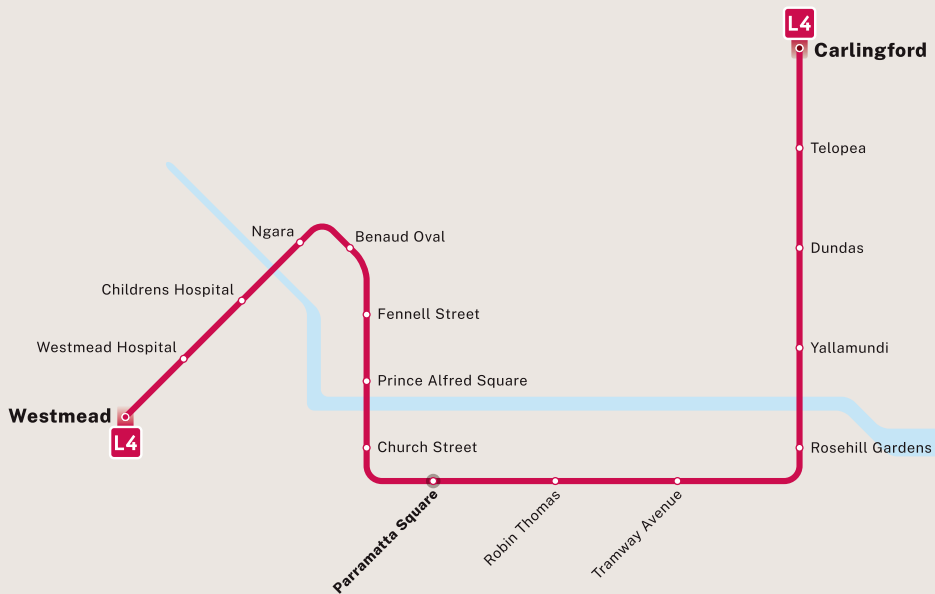 L4
Carlingford
Telopea
Ngara
Benaud Oval
Dundas
Childrens Hospital
Fennell Street
Westmead Hospital
Yallamundi
Prince Alfred Square
Westmead
L4
Church Street
Rosehill Gardens
Parramatta Square
Robin Thomas
Tramway Avenue